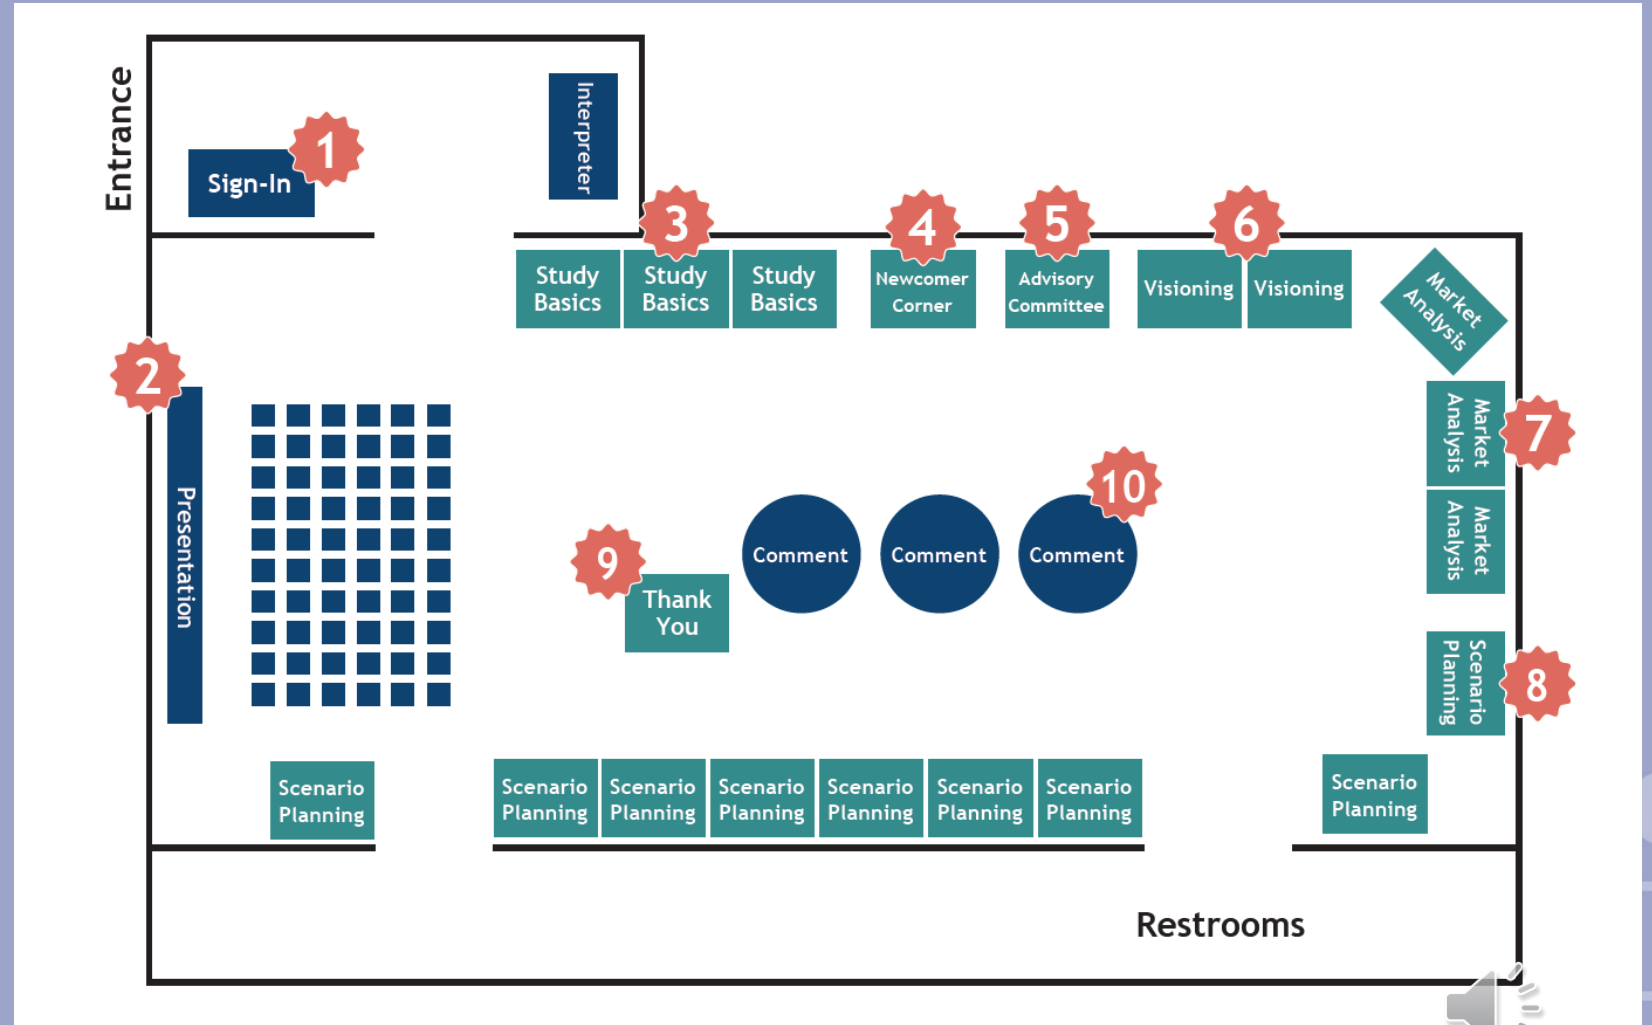 Entrance
Interpreter
1
Sign-In
3
4
5
6
Study
Basics
Study
Basics
Study
Basics
Newcomer
Corner
Advisory
Committee
Visioning
Visioning
Market
Analysis
2
Presentation
Market
Analysis
7
Market
Analysis
10
9
Comment
Comment
Comment
Thank
You
Scenario
Planning
8
Scenario
Planning
Scenario
Planning
Scenario
Planning
Scenario
Planning
Scenario
Planning
Scenario
Planning
Scenario
Planning
Scenario
Planning
Restrooms